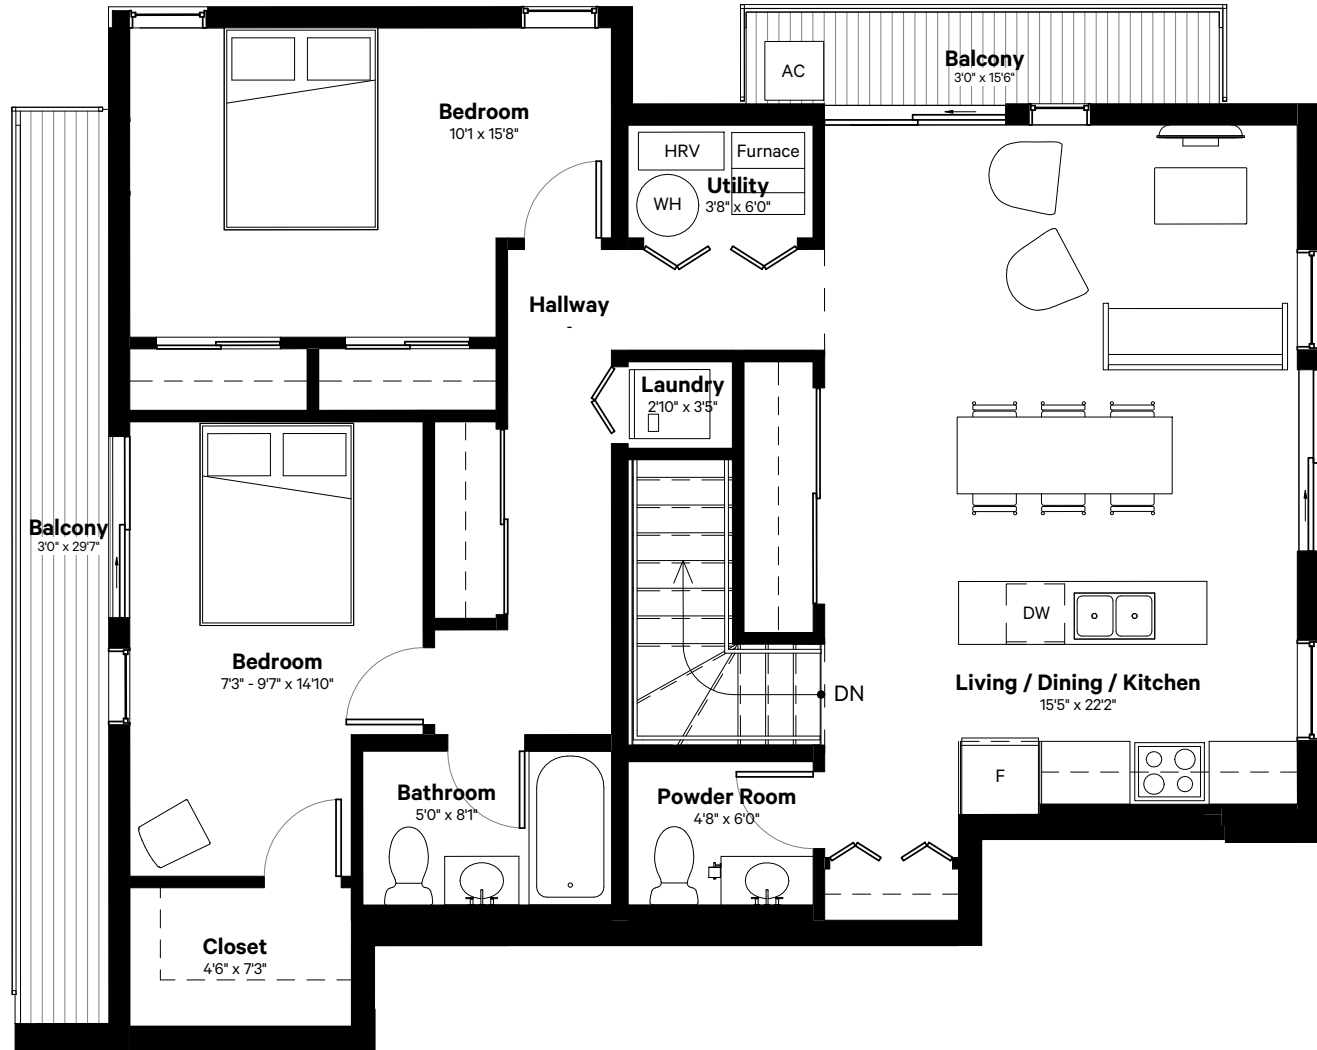 AC
Balcony
3'0" x 15'6"
Bedroom
10'1 x 15'8"
HRV
Furnace
Utility
3'8" x 6'0"
WH
Hallway
-
Laundry
2'10" x 3'5"
Balcony
3'0" x 29'7"
DW
Bedroom
7'3" - 9'7" x 14'10"
Living / Dining / Kitchen
15'5" x 22'2"
DN
F
Bathroom
5'0" x 8'1"
Powder Room
4'8" x 6'0"
Closet
4'6" x 7'3"